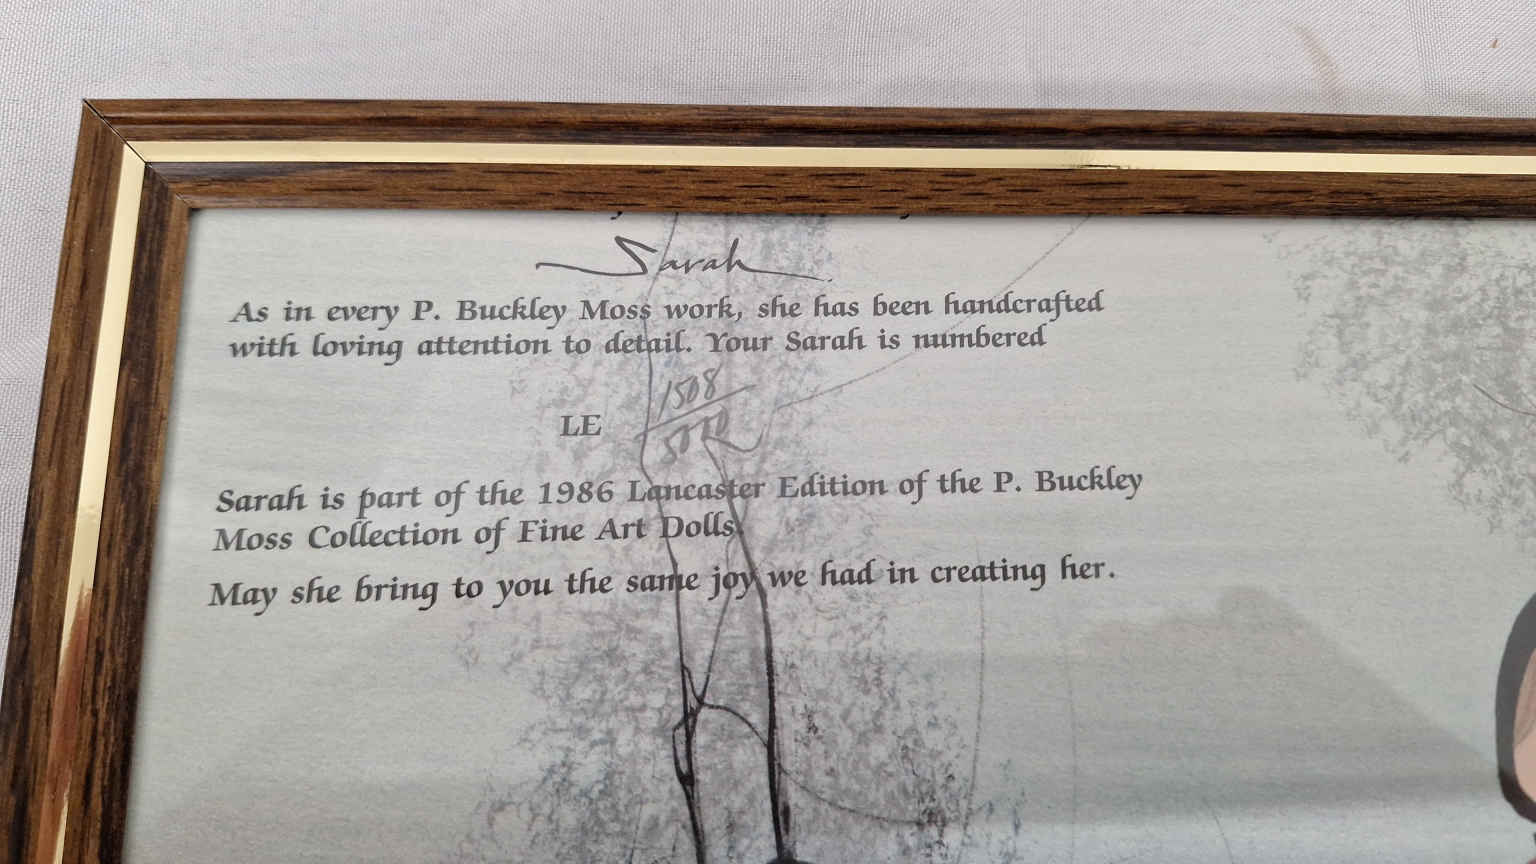 Sarah
As in every P. Buckley Moss work, she has been handcrafted
with loving attention to detail. Your Sarah is numbered
1508
LE
5000
Sarah is part of the 1986 Lancaster Edition of the P. Buckley
Moss Collection of Fine Art Dolls.
May she bring to you the same joy we had in creating her.